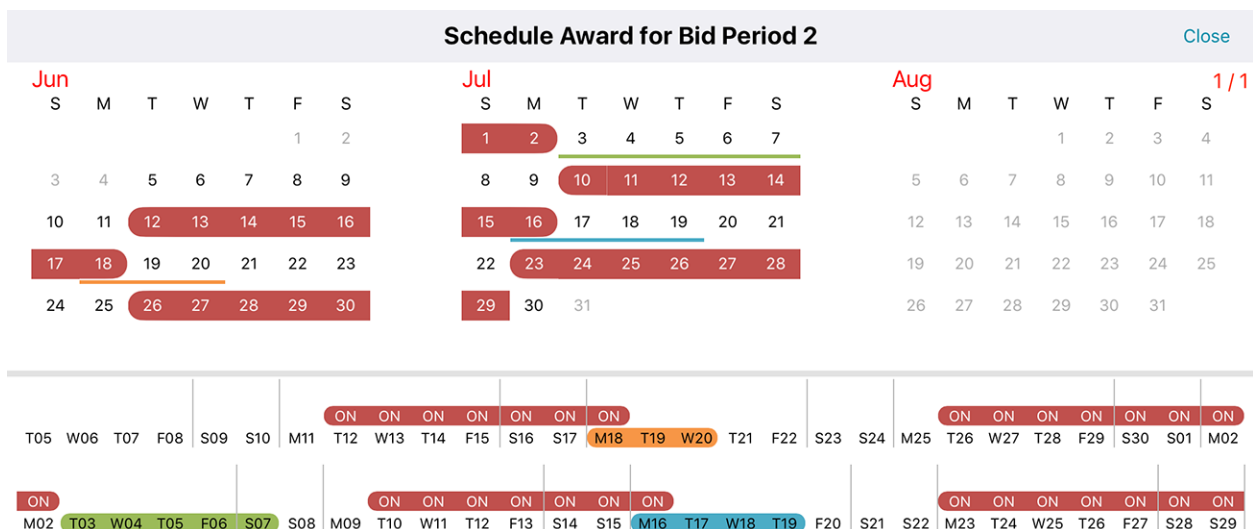 Schedule Award for Bid Period 2 Close
Jun Jul Aug 1 / 1
S M T W T F S S M T W T F S S M T W T F S
1 2 1 2 3 4 5 6 7 1 2 3 4
3 4 5 6 7 8 9 8 9 10 11 12 13 14 5 6 7 8 9 10 11
10 11 12 13 14 15 16 15 16 17 18 19 20 21 12 13 14 15 16 17 18
17 18 19 20 21 22 23 22 23 24 25 26 27 28 19 20 21 22 23 24 25
24 25 26 27 28 29 30 29 30 31 26 27 28 29 30 31
ON ON ON ON ON ON ON ON ON ON ON ON ON ON
T05 W06 T07 F08 S09 S10 M11 T12 W13 T14 F15 S16 S17 M18 T19 W20 T21 F22 S23 S24 M25 T26 W27 T28 F29 S30 S01 M02
ON ON ON ON ON ON ON ON ON ON ON ON ON ON ON
M02 T03 W04 T05 F06 S07 S08 M09 T10 W11 T12 F13 S14 S15 M16 T17 W18 T19 F20 S21 S22 M23 T24 W25 T26 F27 S28 S29